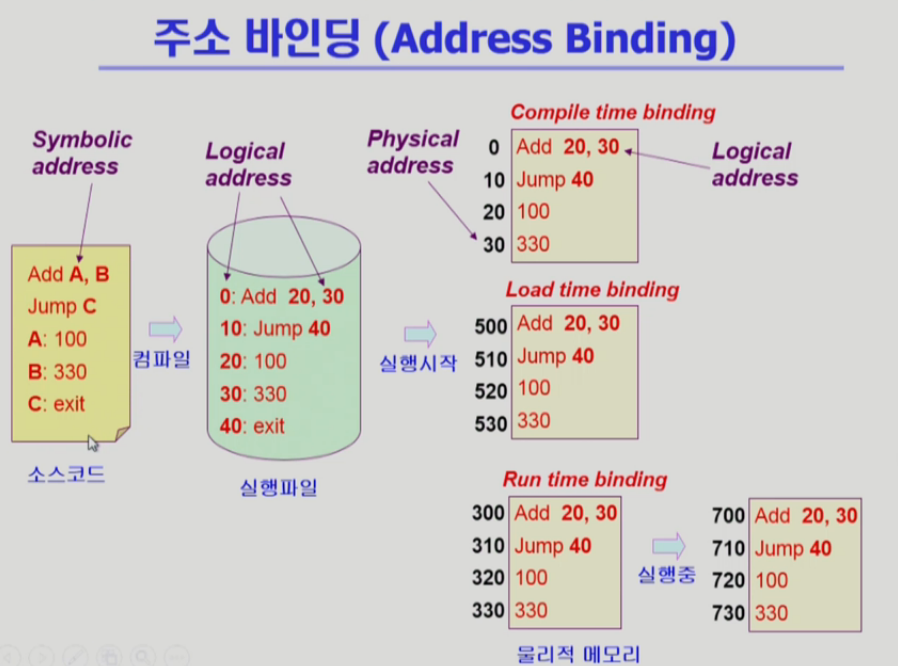 주소 바인딩 (Address Binding)
Symbolic
address
Add A, B
Jump C
A: 100
B: 330
C: exit
소스코드
컴파일
Logical
address
0: Add 20, 30
10: Jump 40
20: 100
30: 330
40: exit
실행파일
실행시작
Physical
address
Compile time binding
0 Add 20, 30
10 Jump 40
20 100
30 330
Logical
address
Load time binding
500 Add 20, 30
510 Jump 40
520 100
530 330
Run time binding
300 Add 20, 30
310 Jump 40
320 100
330 330
실행중
700 Add 20, 30
710 Jump 40
720 100
730 330
물리적 메모리